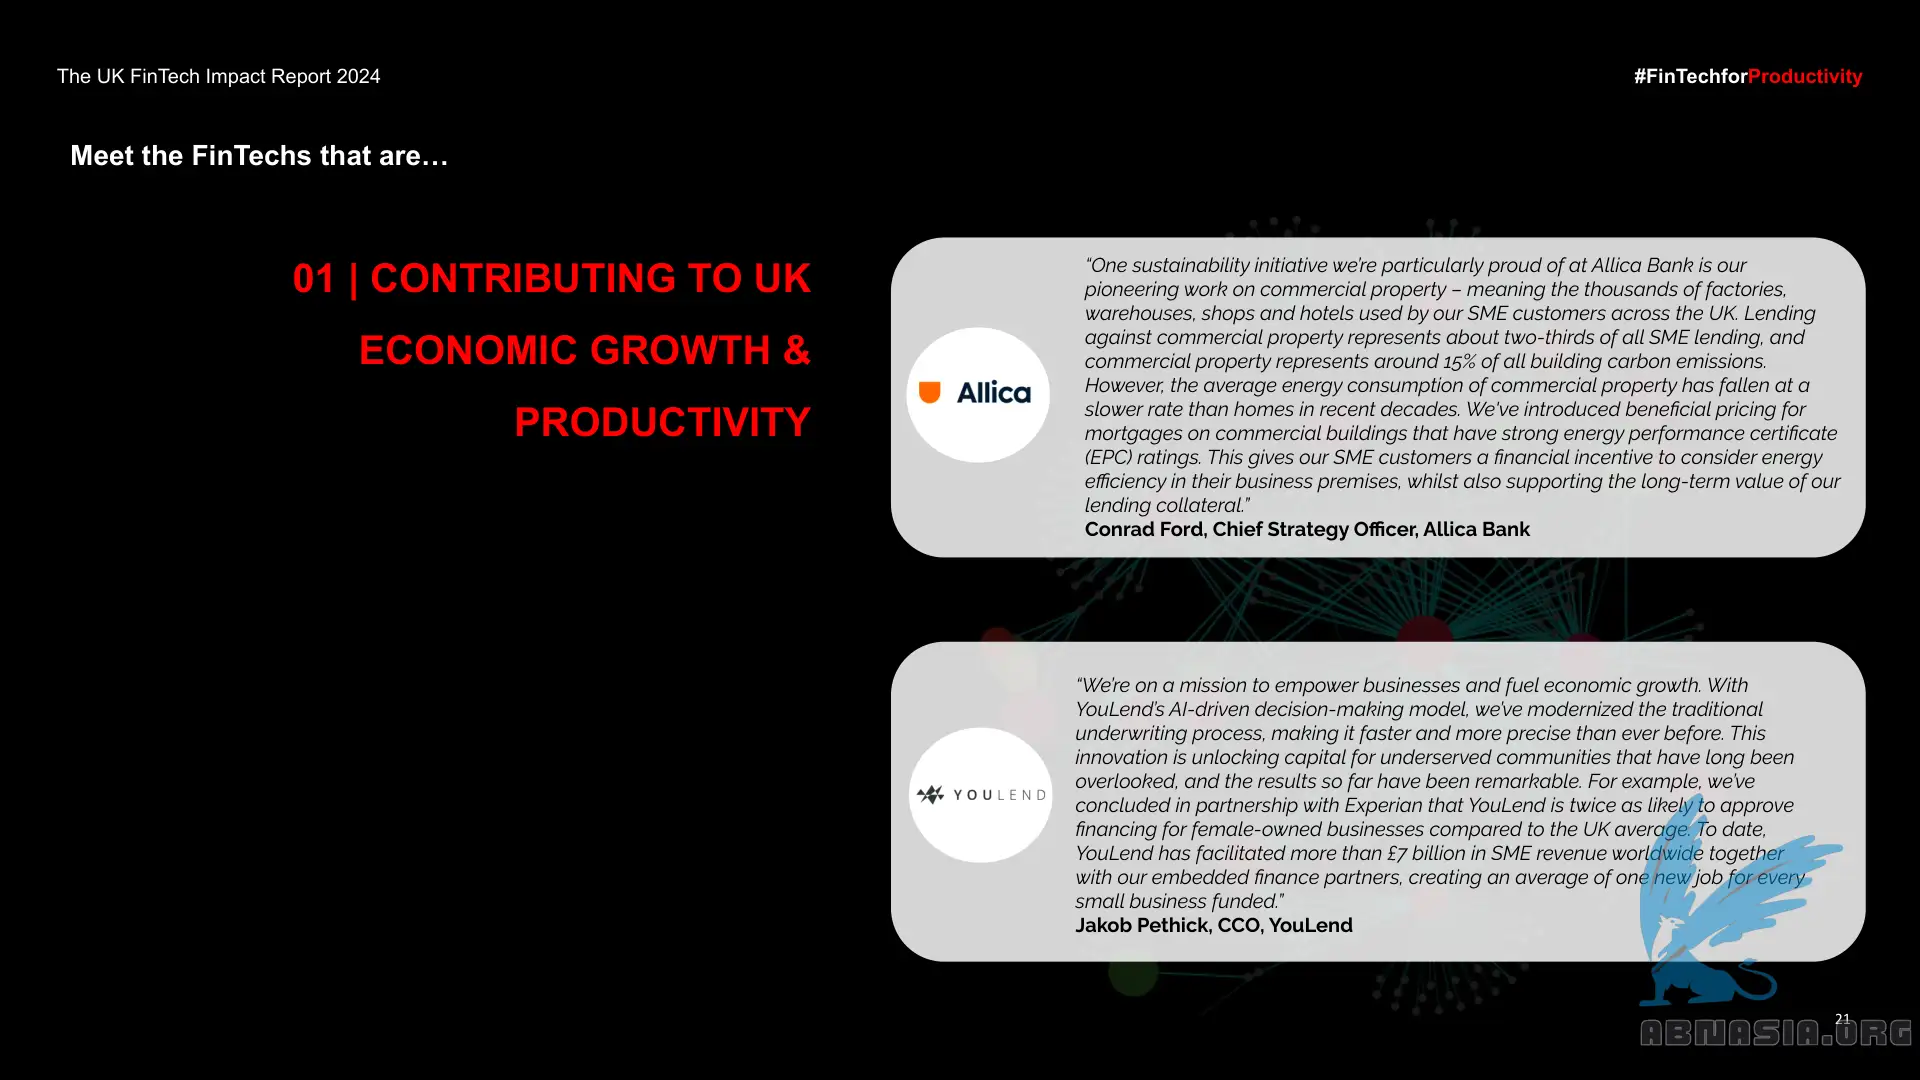 The UK FinTech Impact Report 2024
#FinTechforProductivity
Meet the FinTechs that are…
01 | CONTRIBUTING TO UK
ECONOMIC GROWTH &
PRODUCTIVITY
Allica
“One sustainability initiative we’re particularly proud of at Allica Bank is our
pioneering work on commercial property – meaning the thousands of factories,
warehouses, shops and hotels used by our SME customers across the UK. Lending
against commercial property represents about two-thirds of all SME lending, and
commercial property represents around 15% of all building carbon emissions.
However, the average energy consumption of commercial property has fallen at a
slower rate than homes in recent decades. We’ve introduced beneficial pricing for
mortgages on commercial buildings that have strong energy performance certificate
(EPC) ratings. This gives our SME customers a financial incentive to consider energy
efficiency in their business premises, whilst also supporting the long-term value of our
lending collateral.”
Conrad Ford, Chief Strategy Officer, Allica Bank
YOULEND
“We’re on a mission to empower businesses and fuel economic growth. With
YouLend’s AI-driven decision-making model, we’ve modernized the traditional
underwriting process, making it faster and more precise than ever before. This
innovation is unlocking capital for underserved communities that have long been
overlooked, and the results so far have been remarkable. For example, we’ve
concluded in partnership with Experian that YouLend is twice as likely to approve
financing for female-owned businesses compared to the UK average. To date,
YouLend has facilitated more than £7 billion in SME revenue worldwide together
with our embedded finance partners, creating an average of one new job for every
small business funded.”
Jakob Pethick, CCO, YouLend
21
ABNASIA.ORG